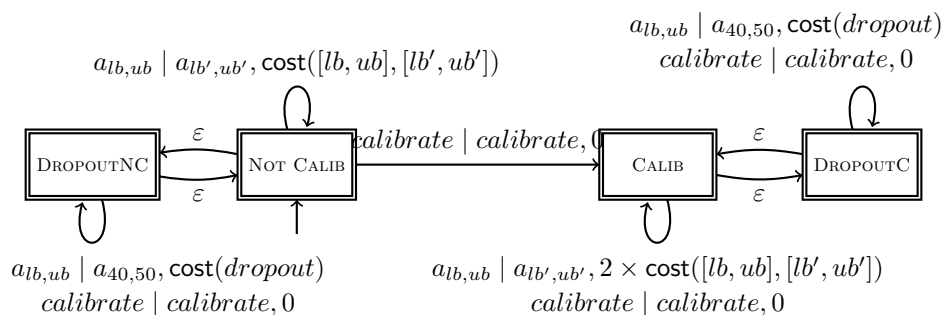 a_{lb,ub} | a_{40,50}, cost(dropout)
calibrate | calibrate, 0
a_{lb,ub} | a_{lb',ub'}, cost([lb, ub], [lb', ub'])
DROPOUTNC
ε
ε
NOT CALIB
calibrate | calibrate, 0
CALIB
ε
ε
DROPOUTC
a_{lb,ub} | a_{40,50}, cost(dropout)
calibrate | calibrate, 0
a_{lb,ub} | a_{lb',ub'}, 2 × cost([lb, ub], [lb', ub'])
calibrate | calibrate, 0